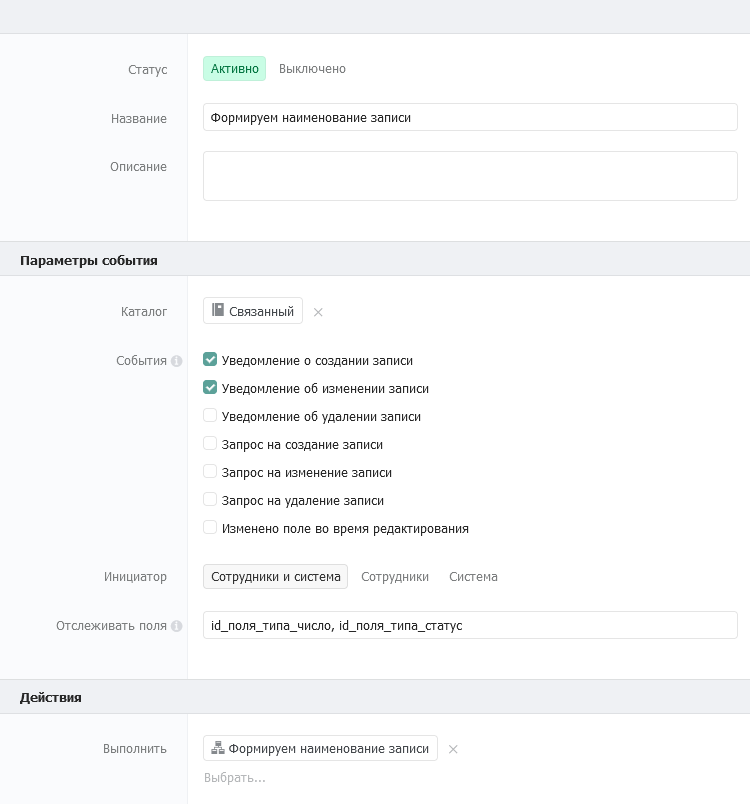 Статус Активно Выключено
Название Формируем наименование записи
Описание
Параметры события
Каталог Связанный ×
События Уведомление о создании записи
Уведомление об изменении записи
Уведомление об удалении записи
Запрос на создание записи
Запрос на изменение записи
Запрос на удаление записи
Изменено поле во время редактирования
Инициатор Сотрудники и система Сотрудники Система
Отслеживать поля id_поля_типа_число, id_поля_типа_статус
Действия
Выполнить Формируем наименование записи ×
Выбрать...